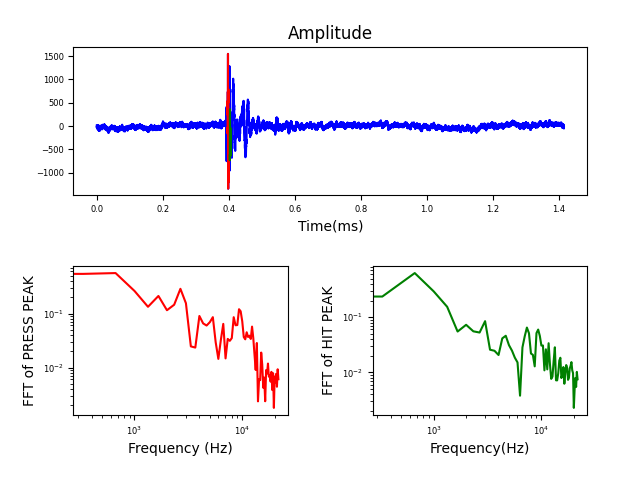 Amplitude
1500
1000
500
0
−500
−1000
0.0 0.2 0.4 0.6 0.8 1.0 1.2 1.4
Time(ms)
FFT of PRESS PEAK
10⁻¹
10⁻²
10³ 10⁴
Frequency (Hz)
FFT of HIT PEAK
10⁻¹
10⁻²
10³ 10⁴
Frequency(Hz)